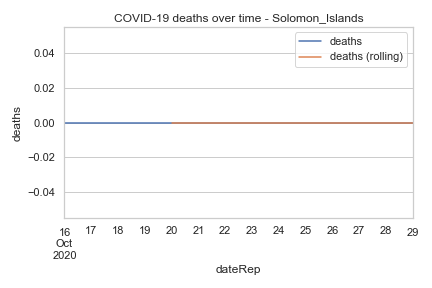 COVID-19 deaths over time - Solomon_Islands
deaths
deaths (rolling)
0.04
0.02
0.00
−0.02
−0.04
deaths
16 17 18 19 20 21 22 23 24 25 26 27 28 29
Oct
2020
dateRep